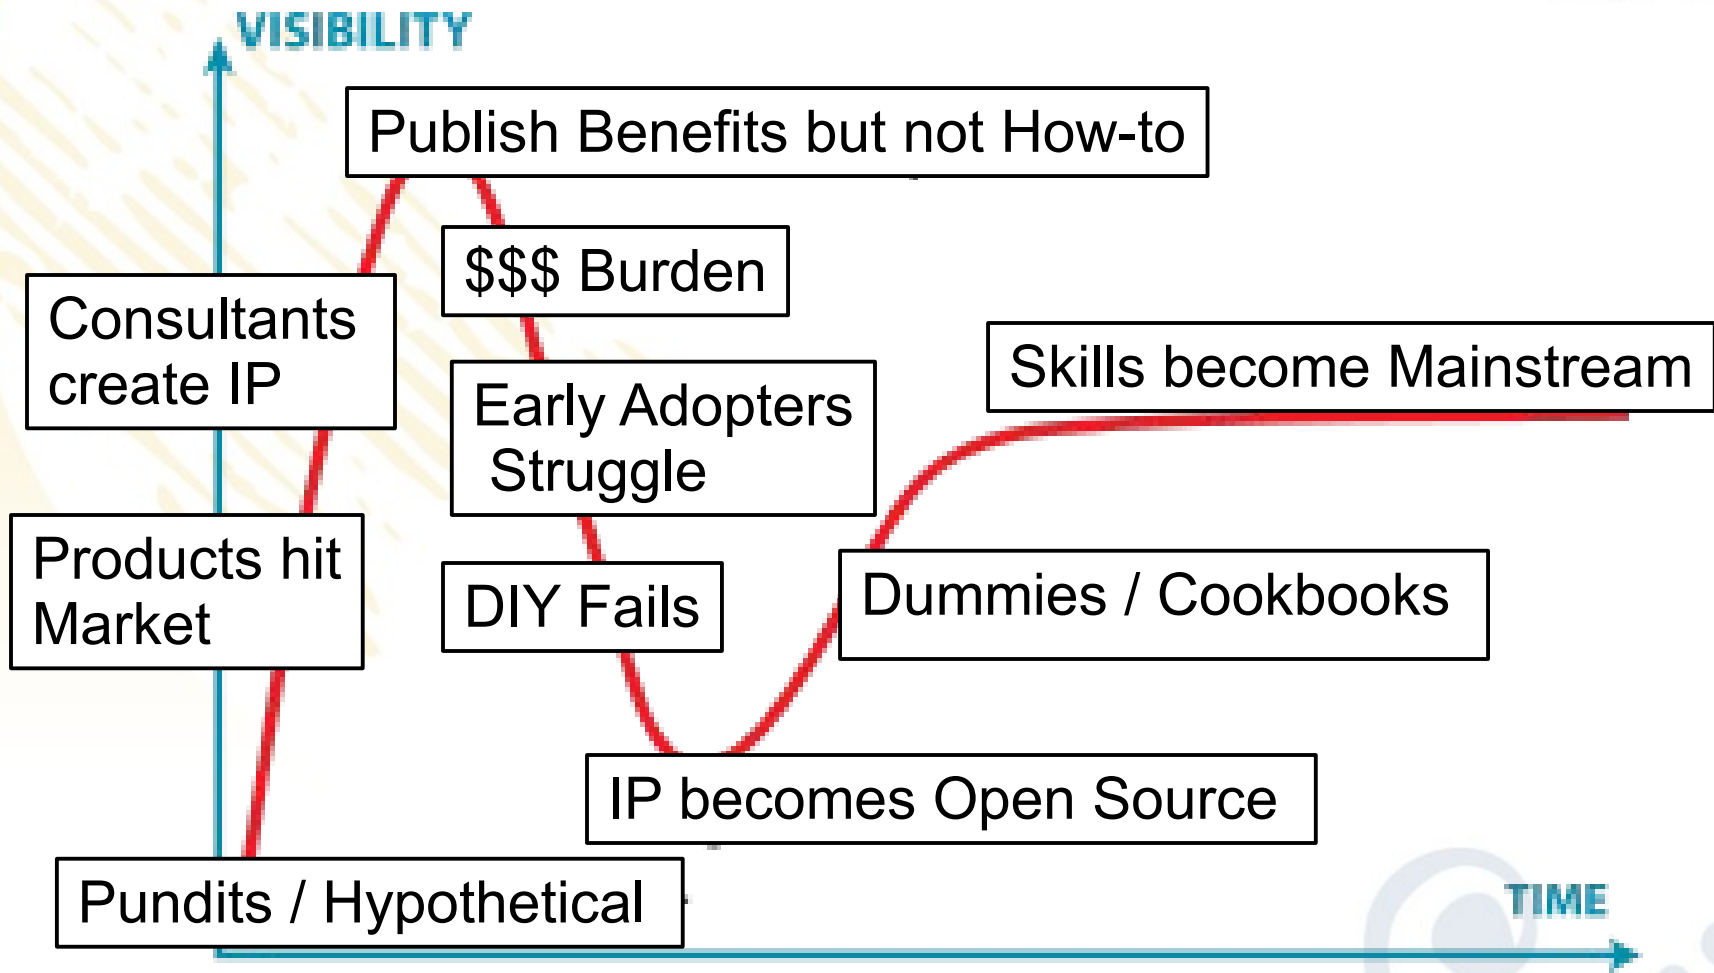 VISIBILITY
Publish Benefits but not How-to
$$$ Burden
Consultants
create IP
Skills become Mainstream
Early Adopters
Struggle
Products hit
Market
DIY Fails
Dummies / Cookbooks
IP becomes Open Source
Pundits / Hypothetical
TIME